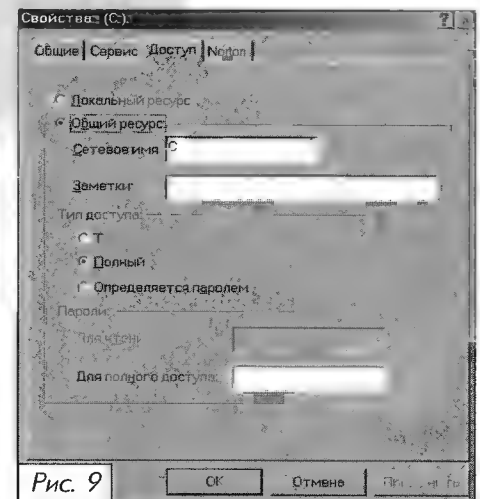 Свойства: (C:)
Общие Сервис Доступ Norton
Локальный ресурс
Общий ресурс:
Сетевое имя C
Заметки:
Тип доступа:
Полный
Определяется паролем
Пароли:
Для полного доступа:
OK Отмена
Рис. 9